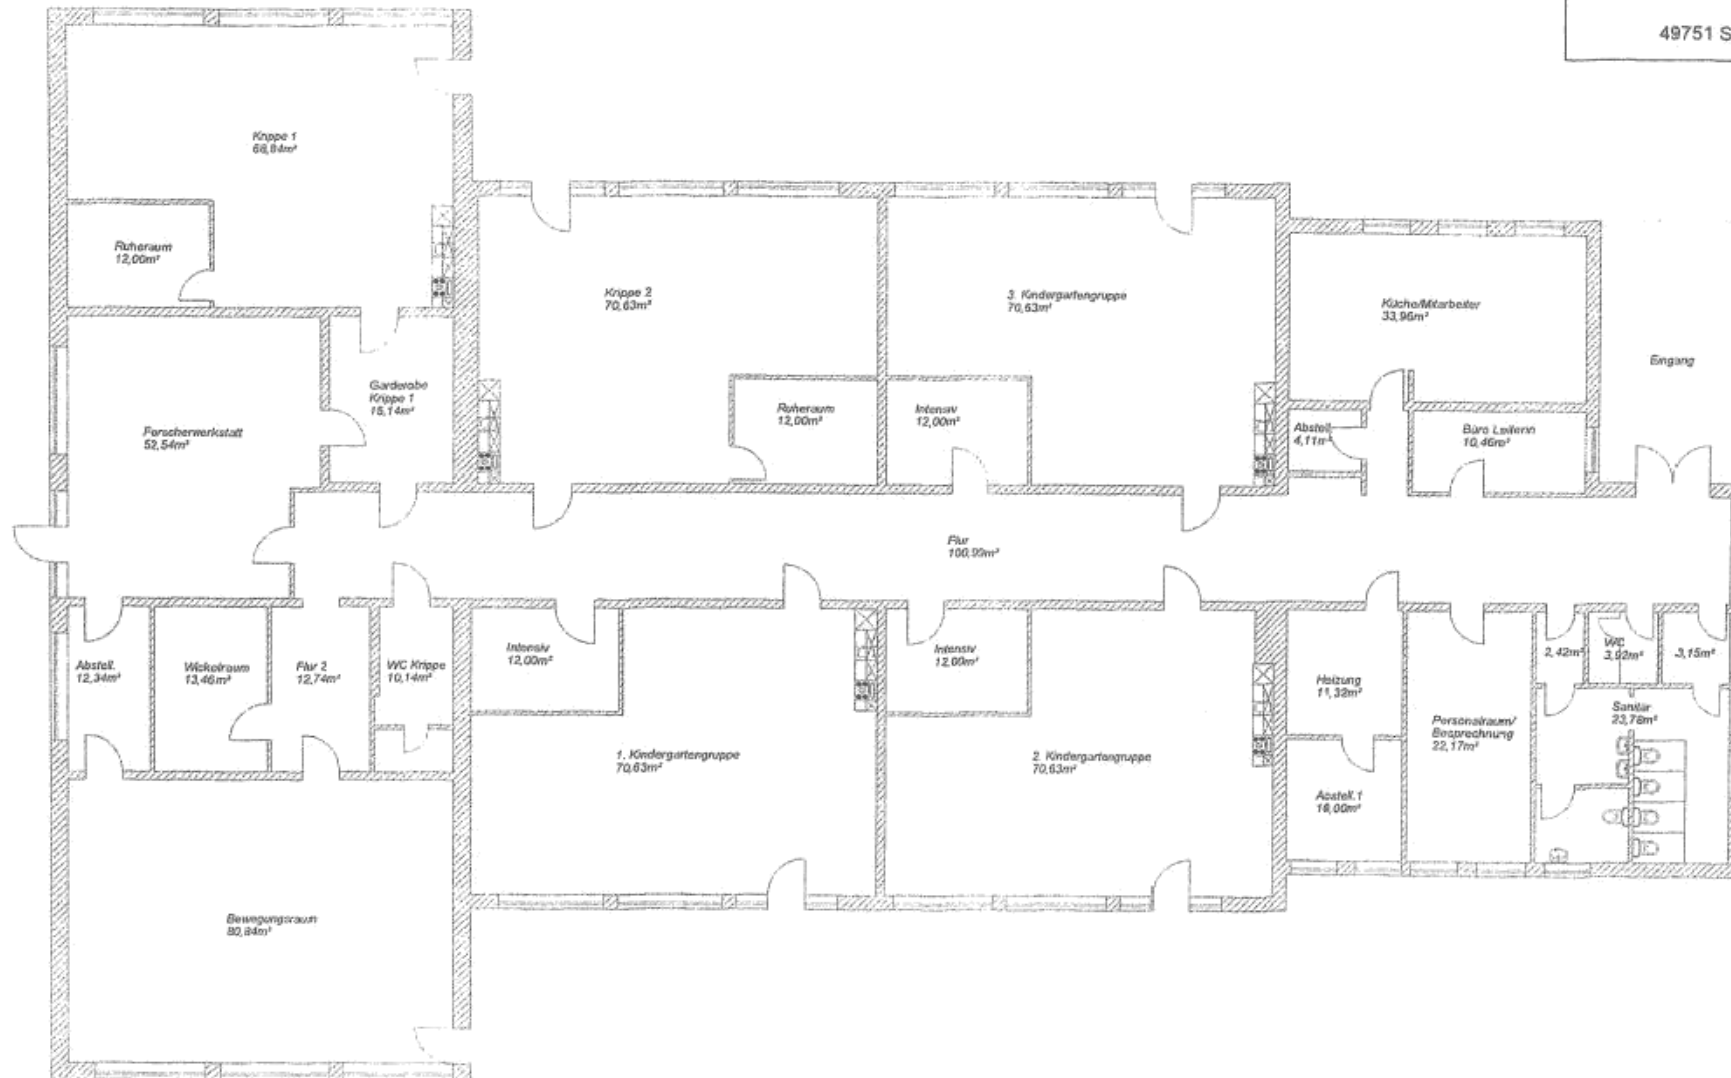 49751 S
Krippe 1
68,84m²
Ruheraum
12,00m²
Krippe 2
70,63m²
3. Kindergartengruppe
70,63m²
Küche/Mitarbeiter
33,96m²
Eingang
Garderobe
Krippe 1
15,14m²
Forscherwerkstatt
52,54m²
Ruheraum
12,00m²
Intensiv
12,00m²
Abstell.
4,11m²
Büro Leiterin
10,46m²
Flur
100,99m²
Abstell.
12,34m²
Wickelraum
13,46m²
Flur 2
12,74m²
WC Krippe
10,14m²
Intensiv
12,00m²
Intensiv
12,00m²
Heizung
11,32m²
2,42m²
WC
3,92m²
3,15m²
Sanitär
23,78m²
Personalraum/
Besprechnung
22,17m²
1. Kindergartengruppe
70,63m²
2. Kindergartengruppe
70,63m²
Abstell.1
16,00m²
Bewegungsraum
80,84m²